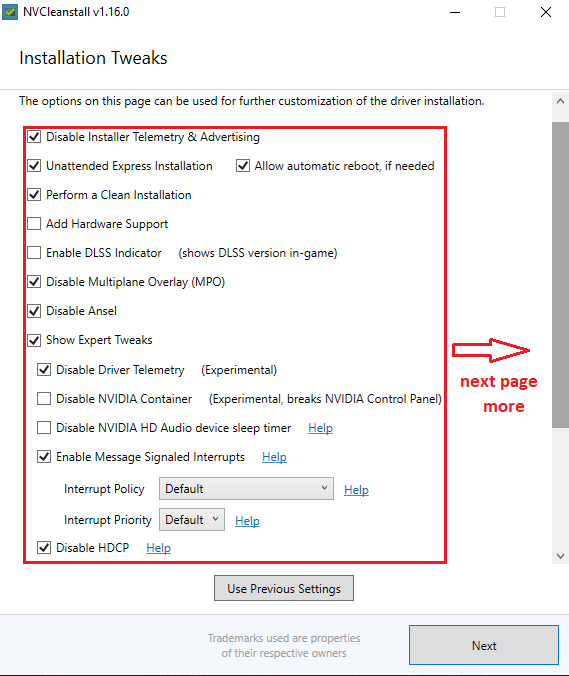 NVCleanstall v1.16.0
Installation Tweaks
The options on this page can be used for further customization of the driver installation.
Disable Installer Telemetry & Advertising
Unattended Express Installation Allow automatic reboot, if needed
Perform a Clean Installation
Add Hardware Support
Enable DLSS Indicator (shows DLSS version in-game)
Disable Multiplane Overlay (MPO)
Disable Ansel
Show Expert Tweaks
Disable Driver Telemetry (Experimental)
Disable NVIDIA Container (Experimental, breaks NVIDIA Control Panel)
Disable NVIDIA HD Audio device sleep timer Help
Enable Message Signaled Interrupts Help
Interrupt Policy Default Help
Interrupt Priority Default Help
Disable HDCP Help
next page
more
Use Previous Settings
Trademarks used are properties
of their respective owners
Next